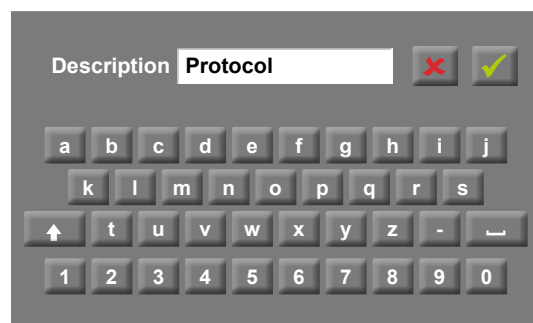 Description Protocol
a b c d e f g h i j
k l m n o p q r s
t u v w x y z -
1 2 3 4 5 6 7 8 9 0